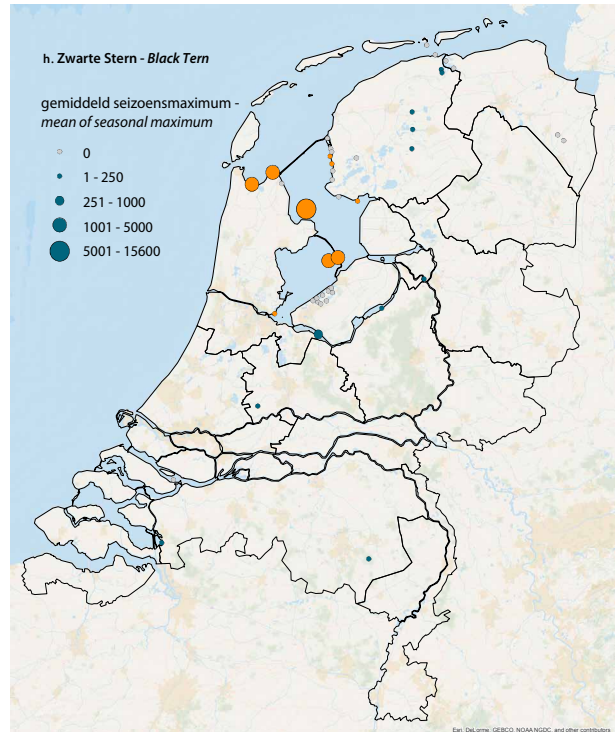 h. Zwarte Stern - Black Tern
gemiddeld seizoensmaximum -
mean of seasonal maximum
0
1 - 250
251 - 1000
1001 - 5000
5001 - 15600
Esri, DeLorme, GEBCO, NOAA NGDC, and other contributors